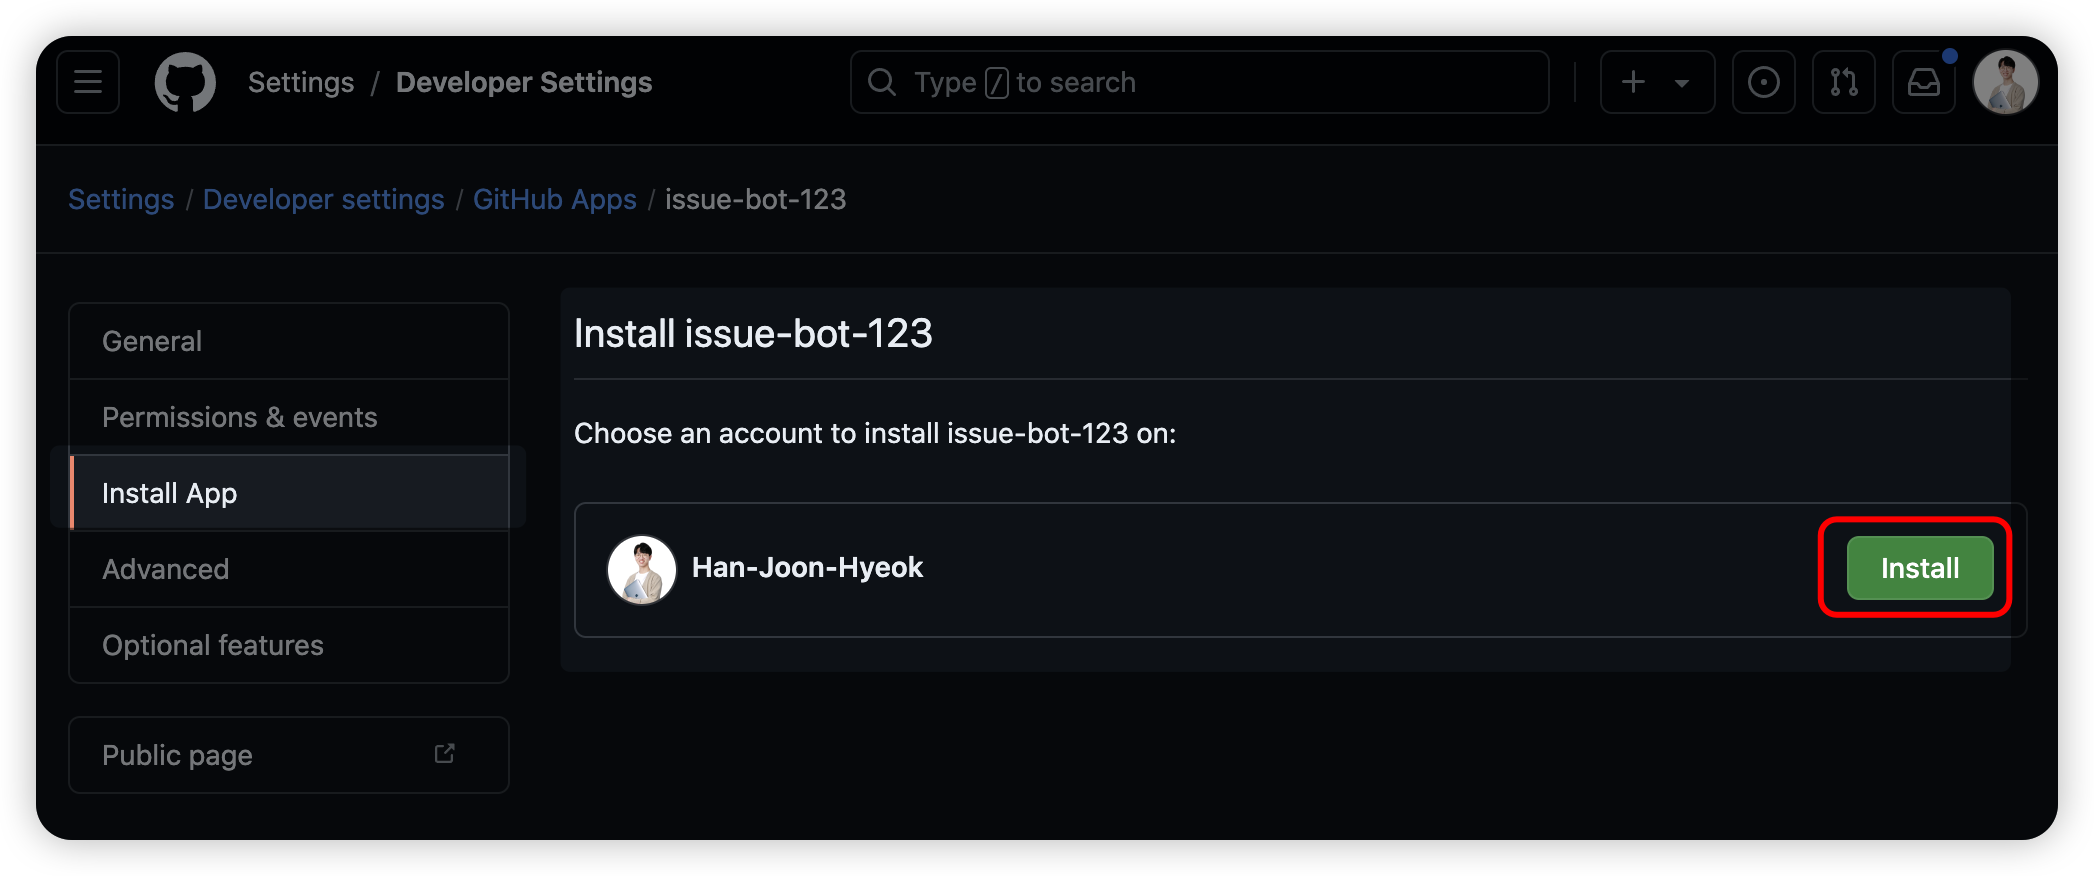 Settings / Developer Settings
Type / to search
Settings / Developer settings / GitHub Apps / issue-bot-123
General
Permissions & events
Install App
Advanced
Optional features
Public page
Install issue-bot-123
Choose an account to install issue-bot-123 on:
Han-Joon-Hyeok
Install